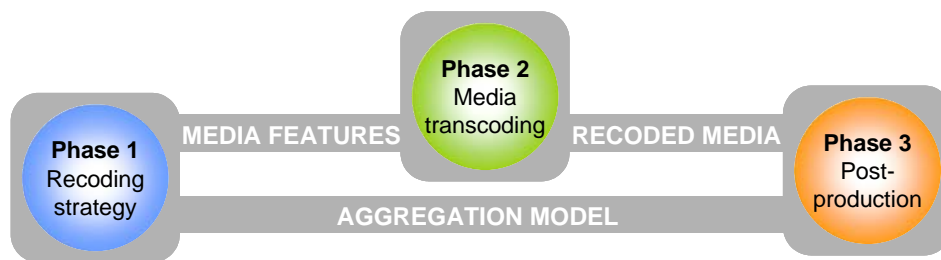 Phase 1
Recoding
strategy
MEDIA FEATURES
Phase 2
Media
transcoding
RECODED MEDIA
Phase 3
Post-
production
AGGREGATION MODEL